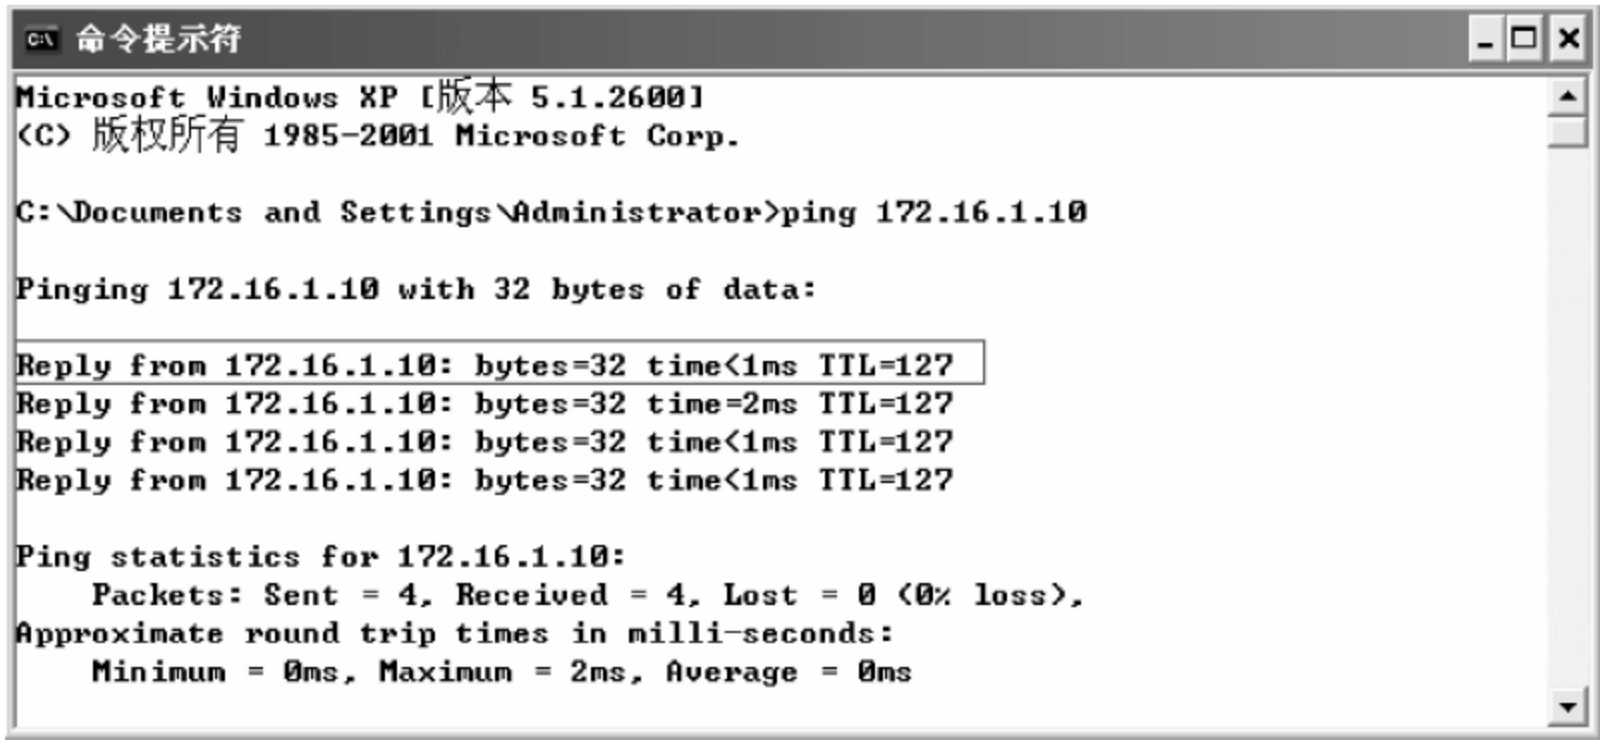 命令提示符
Microsoft Windows XP [版本 5.1.2600]
(C) 版权所有 1985-2001 Microsoft Corp.
C:\Documents and Settings\Administrator>ping 172.16.1.10
Pinging 172.16.1.10 with 32 bytes of data:
Reply from 172.16.1.10: bytes=32 time<1ms TTL=127
Reply from 172.16.1.10: bytes=32 time=2ms TTL=127
Reply from 172.16.1.10: bytes=32 time<1ms TTL=127
Reply from 172.16.1.10: bytes=32 time<1ms TTL=127
Ping statistics for 172.16.1.10:
Packets: Sent = 4, Received = 4, Lost = 0 (0% loss),
Approximate round trip times in milli-seconds:
Minimum = 0ms, Maximum = 2ms, Average = 0ms